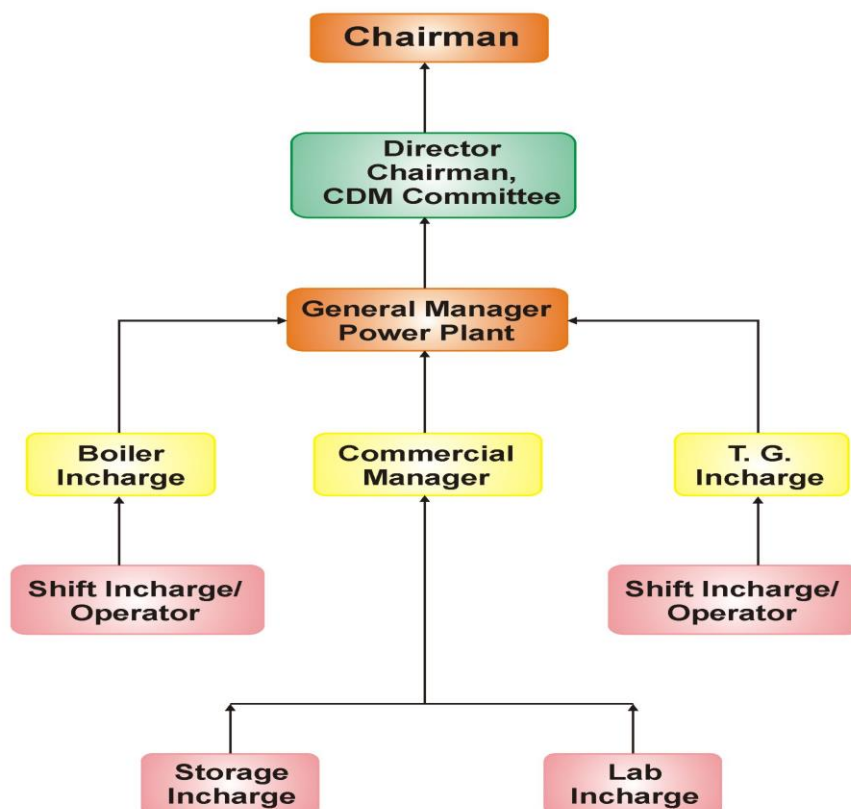 Chairman
Director
Chairman,
CDM Committee
General Manager
Power Plant
Boiler
Incharge
Commercial
Manager
T. G.
Incharge
Shift Incharge/
Operator
Shift Incharge/
Operator
Storage
Incharge
Lab
Incharge